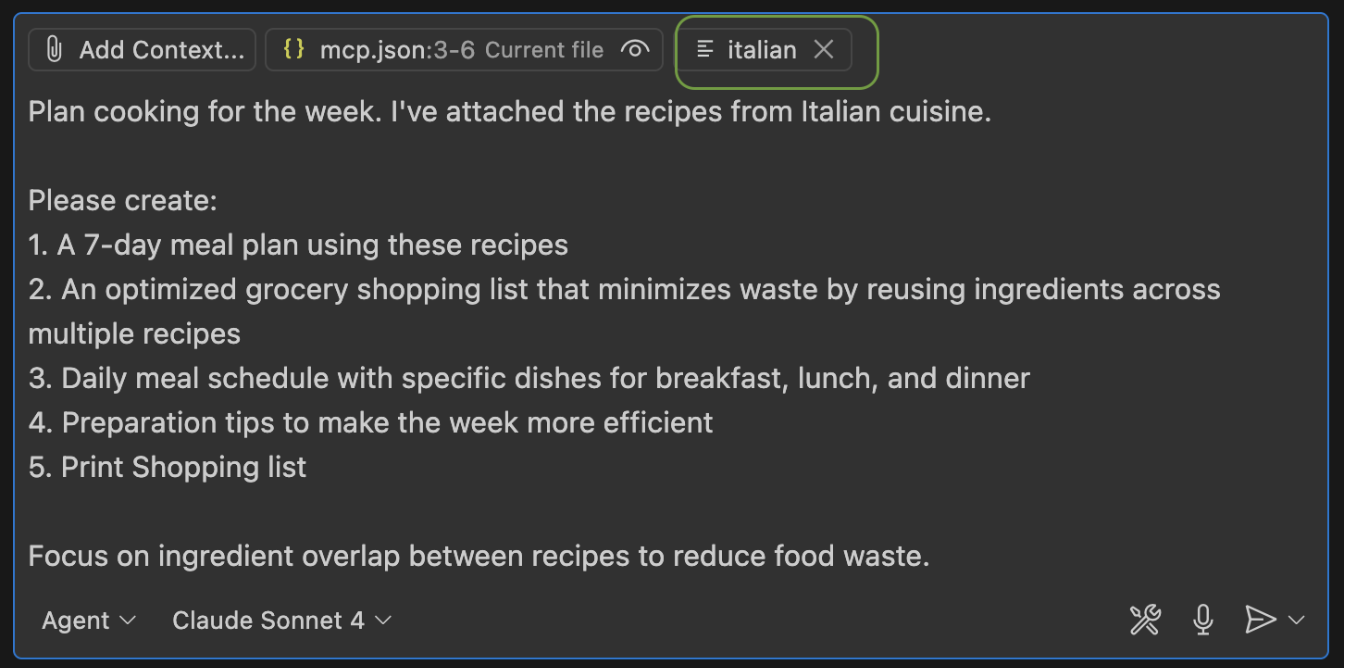 Add Context... {} mcp.json:3-6 Current file italian
Plan cooking for the week. I've attached the recipes from Italian cuisine.
Please create:
1. A 7-day meal plan using these recipes
2. An optimized grocery shopping list that minimizes waste by reusing ingredients across
multiple recipes
3. Daily meal schedule with specific dishes for breakfast, lunch, and dinner
4. Preparation tips to make the week more efficient
5. Print Shopping list
Focus on ingredient overlap between recipes to reduce food waste.
Agent Claude Sonnet 4